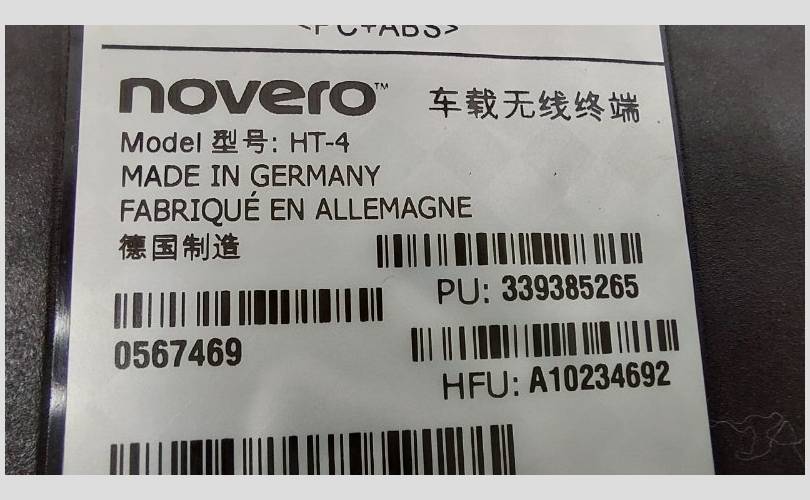 <PC+ABS>
novero™ 车载无线终端
Model 型号: HT-4
MADE IN GERMANY
FABRIQUÉ EN ALLEMAGNE
德国制造
PU: 339385265
0567469
HFU: A10234692